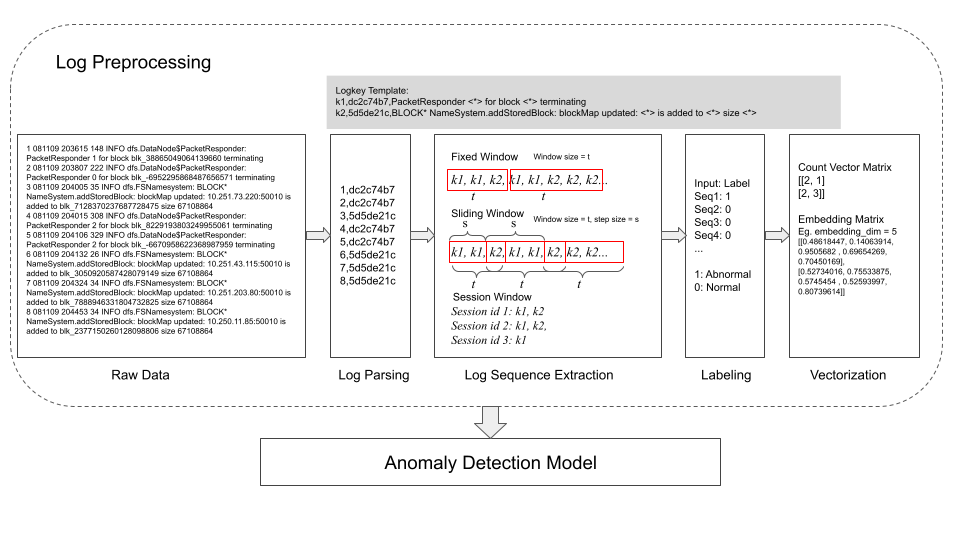 Log Preprocessing
Logkey Template:
k1,dc2c74b7,PacketResponder <*> for block <*> terminating
k2,5d5de21c,BLOCK* NameSystem.addStoredBlock: blockMap updated: <*> is added to <*> size <*>
1 081109 203615 148 INFO dfs.DataNode$PacketResponder:
PacketResponder 1 for block blk_38865049064139660 terminating
2 081109 203807 222 INFO dfs.DataNode$PacketResponder:
PacketResponder 0 for block blk_-6952295868487656571
terminating
3 081109 204005 35 INFO dfs.FSNamesystem: BLOCK*
NameSystem.addStoredBlock: blockMap updated: 10.251.73.220:50010 is
added to blk_7128370237687728475 size 67108864
4 081109 204015 308 INFO dfs.DataNode$PacketResponder:
PacketResponder 2 for block blk_8229193803249955061 terminating
5 081109 204106 329 INFO dfs.DataNode$PacketResponder:
PacketResponder 2 for block blk_-6670958622368987959 terminating
6 081109 204132 26 INFO dfs.FSNamesystem: BLOCK*
NameSystem.addStoredBlock: blockMap updated: 10.251.43.115:50010 is
added to blk_3050920587428079149 size 67108864
7 081109 204324 34 INFO dfs.FSNamesystem: BLOCK*
NameSystem.addStoredBlock: blockMap updated: 10.251.203.80:50010 is
added to blk_7888946331804732825 size 67108864
8 081109 204453 34 INFO dfs.FSNamesystem: BLOCK*
NameSystem.addStoredBlock: blockMap updated: 10.250.11.85:50010 is
added to blk_2377150260128098806 size 67108864
Raw Data
1,dc2c74b7
2,dc2c74b7
3,5d5de21c
4,dc2c74b7
5,dc2c74b7
6,5d5de21c
7,5d5de21c
8,5d5de21c
Log Parsing
Fixed Window Window size = t
k1, k1, k2, k1, k1, k2, k2, k2...
t t
Sliding Window Window size = t, step size = s
s s
k1, k1, k2, k1, k1, k2, k2, k2...
t t t
Session Window
Session id 1: k1, k2
Session id 2: k1, k2,
Session id 3: k1
Log Sequence Extraction
Input: Label
Seq1: 1
Seq2: 0
Seq3: 0
Seq4: 0
...
1: Abnormal
0: Normal
Labeling
Count Vector Matrix
[[2, 1]
[2, 3]]
Embedding Matrix
Eg. embedding_dim = 5
[[0.48618447, 0.14063914,
0.9505682 , 0.69654269,
0.70450169],
[0.52734016, 0.75533875,
0.5745454 , 0.52593997,
0.80739614]]
Vectorization
Anomaly Detection Model